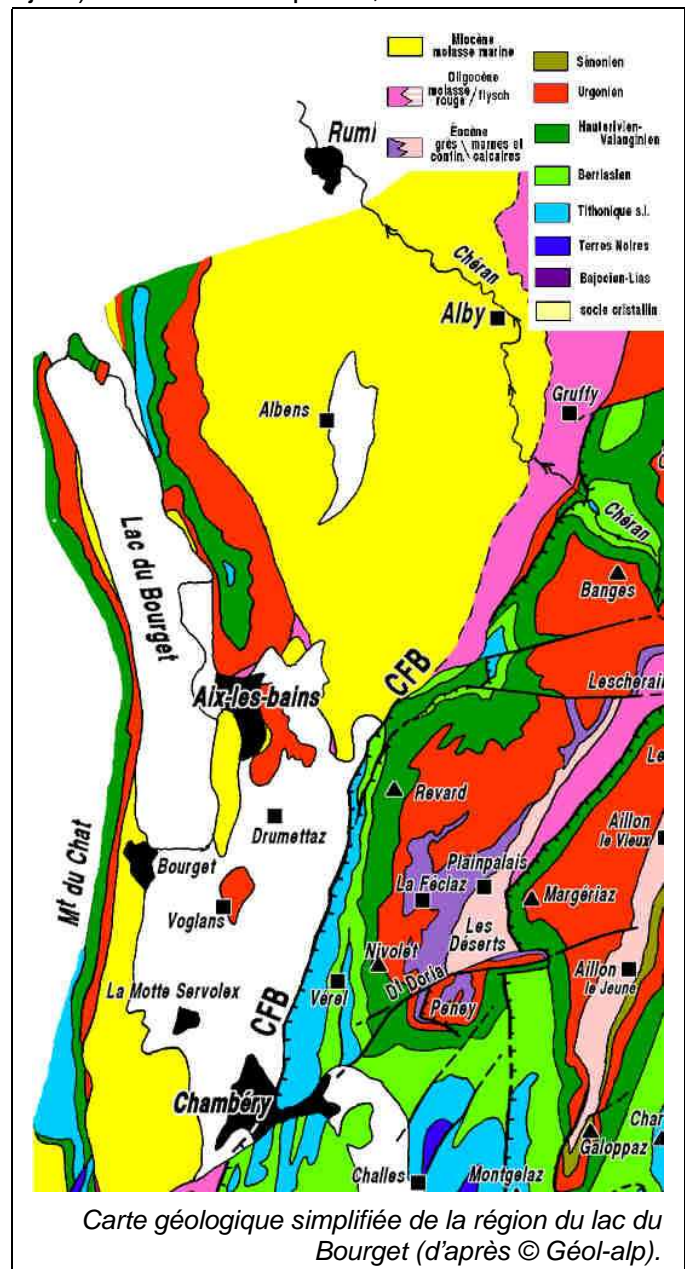 Miocène
molasse marine
Oligocène
molasse
rouge / flysch
Éocène
grès \ marnes et
contin. \ calcaires
Sénonien
Urgonien
Hauterivien-
Valanginien
Berriasien
Tithonique s.l.
Terres Noires
Bajocien-Lias
socle cristallin
Rumi
Chéran
Alby
Gruffy
Albens
Chéran
Banges
Lac du Bourget
CFB
Aix-les-bains
Lescherain
Le
Revard
Drumettaz
Aillon
le Vieux
Mt du Chat
Bourget
Plainpalais
La Féclaz
Margériaz
Voglans
Les
Déserts
Nivolet
Dt Doria
Aillon
le Jeune
Vérel
Peney
La Motte Servolex
CFB
Chambéry
Char
Galoppaz
Challes
Montgelaz
Carte géologique simplifiée de la région du lac du
Bourget (d'après © Géol-alp).